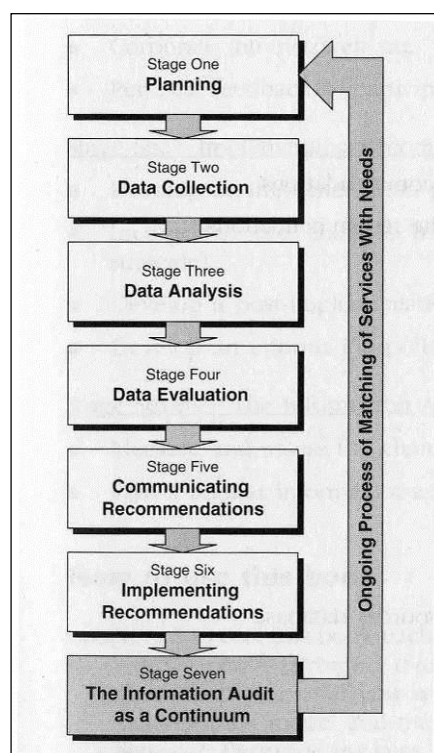 Stage One
Planning
Stage Two
Data Collection
Stage Three
Data Analysis
Stage Four
Data Evaluation
Stage Five
Communicating
Recommendations
Stage Six
Implementing
Recommendations
Stage Seven
The Information Audit
as a Continuum
Ongoing Process of Matching of Services With Needs